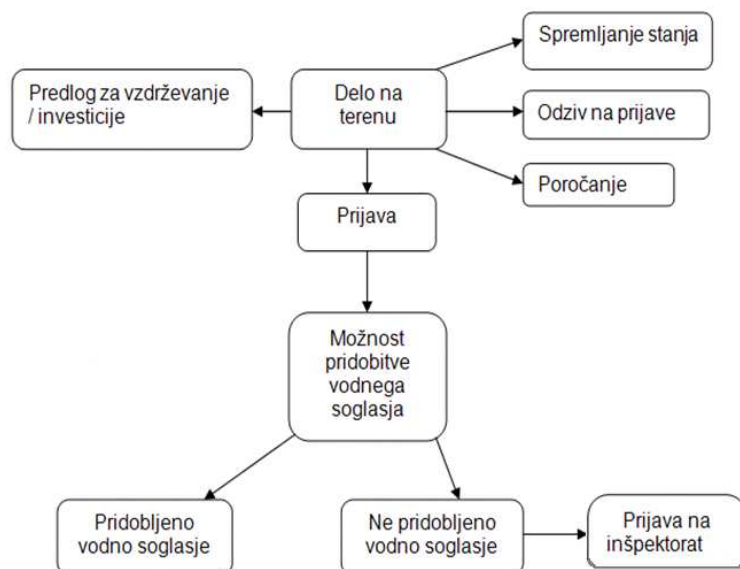 Spremljanje stanja
Predlog za vzdrževanje
/ investicije
Delo na
terenu
Odziv na prijave
Poročanje
Prijava
Možnost
pridobitve
vodnega
soglasja
Pridobljeno
vodno soglasje
Ne pridobljeno
vodno soglasje
Prijava na
inšpektorat